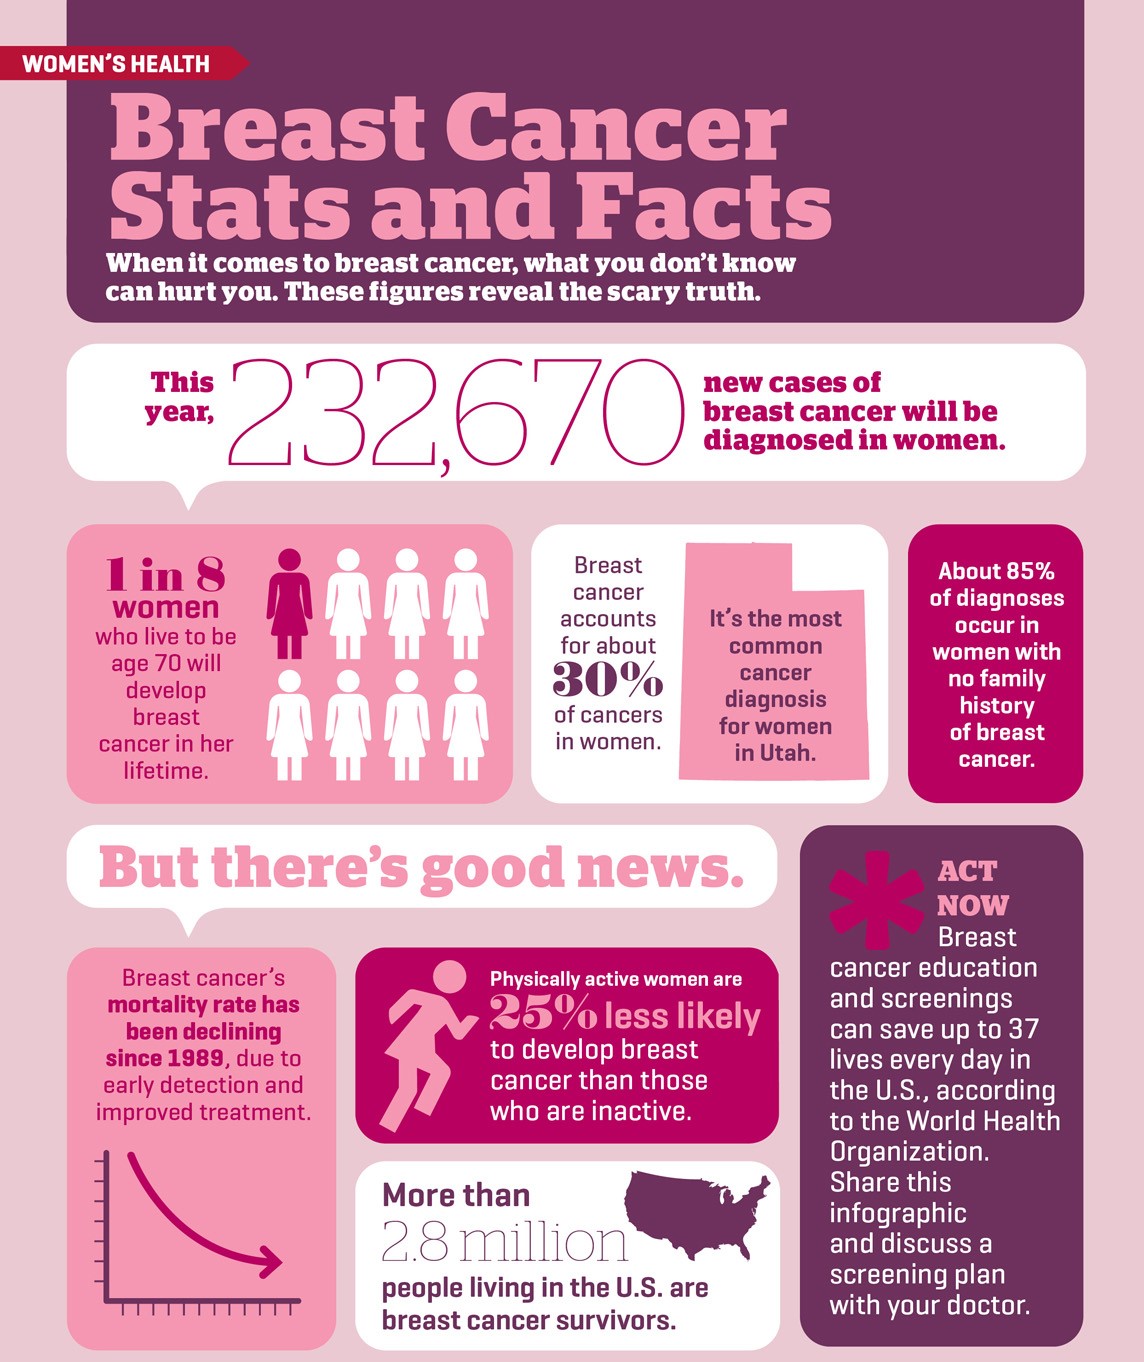 WOMEN'S HEALTH
Breast Cancer
Stats and Facts
When it comes to breast cancer, what you don't know
can hurt you. These figures reveal the scary truth.
This
year,
232,670
new cases of
breast cancer will be
diagnosed in women.
1 in 8
women
who live to be
age 70 will
develop
breast
cancer in her
lifetime.
Breast
cancer
accounts
for about
30%
of cancers
in women.
It's the most
common
cancer
diagnosis
for women
in Utah.
About 85%
of diagnoses
occur in
women with
no family
history
of breast
cancer.
But there's good news.
Breast cancer's
mortality rate has
been declining
since 1989, due to
early detection and
improved treatment.
Physically active women are
25% less likely
to develop breast
cancer than those
who are inactive.
More than
2.8 million
people living in the U.S. are
breast cancer survivors.
ACT
NOW
Breast
cancer education
and screenings
can save up to 37
lives every day in
the U.S., according
to the World Health
Organization.
Share this
infographic
and discuss a
screening plan
with your doctor.